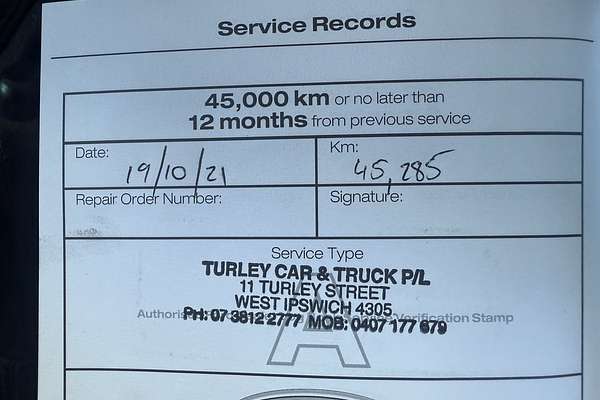 Service Records
45,000 km or no later than
12 months from previous service
Date:
19/10/21
Km:
45,285
Repair Order Number:
Signature:
Service Type
A
TURLEY CAR & TRUCK P/L
11 TURLEY STREET
WEST IPSWICH 4305
Verification Stamp
PH: 07 3812 2777 MOB: 0407 177 679